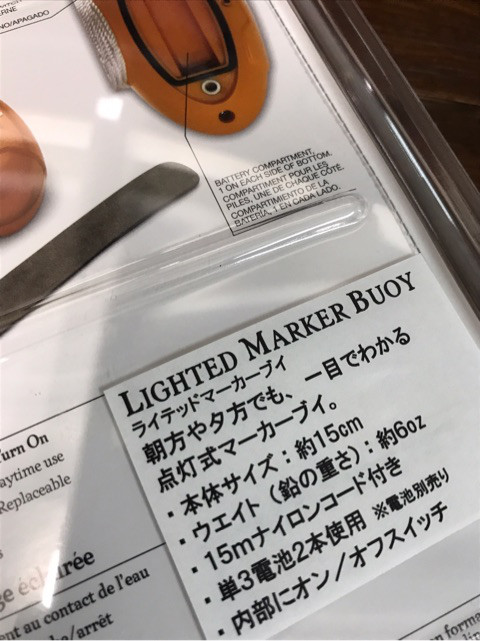 NO/APAGADO
BATTERY COMPARTMENT,
1 ON EACH SIDE OF BOTTOM.
COMPARTIMENT POUR LES
PILES, UNE DE CHAQUE CÔTÉ.
COMPARTIMIENTO DE LA
BATERÍA, 1 EN CADA LADO.
LIGHTED MARKER BUOY
ライテッドマーカーブイ
朝方や夕方でも、一目でわかる
点灯式マーカーブイ。
・本体サイズ：約15cm
・ウエイト（鉛の重さ）：約6oz
・15mナイロンコード付き
・単3電池2本使用 ※電池別売り
・内部にオン／オフスイッチ
Turn On
aytime use
Replaceable
ge éclairée
nt au contact de l'eau
he/arrêt